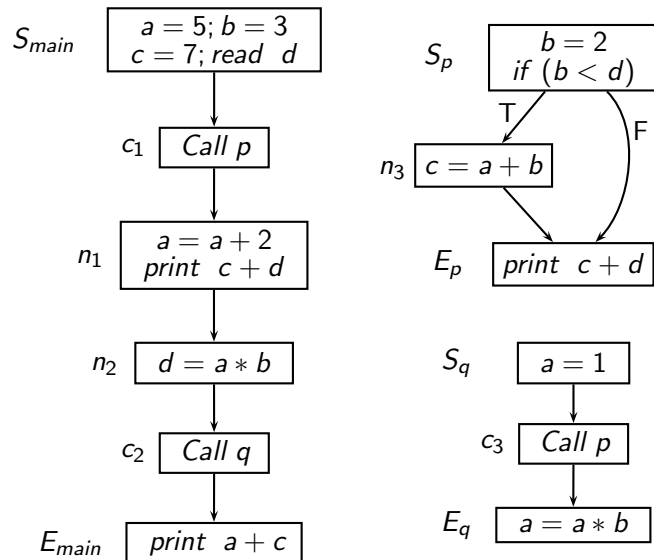 S_main
a = 5; b = 3
c = 7; read d
c_1
Call p
n_1
a = a + 2
print c + d
n_2
d = a * b
c_2
Call q
E_main
print a + c
S_p
b = 2
if (b < d)
T
F
n_3
c = a + b
E_p
print c + d
S_q
a = 1
c_3
Call p
E_q
a = a * b